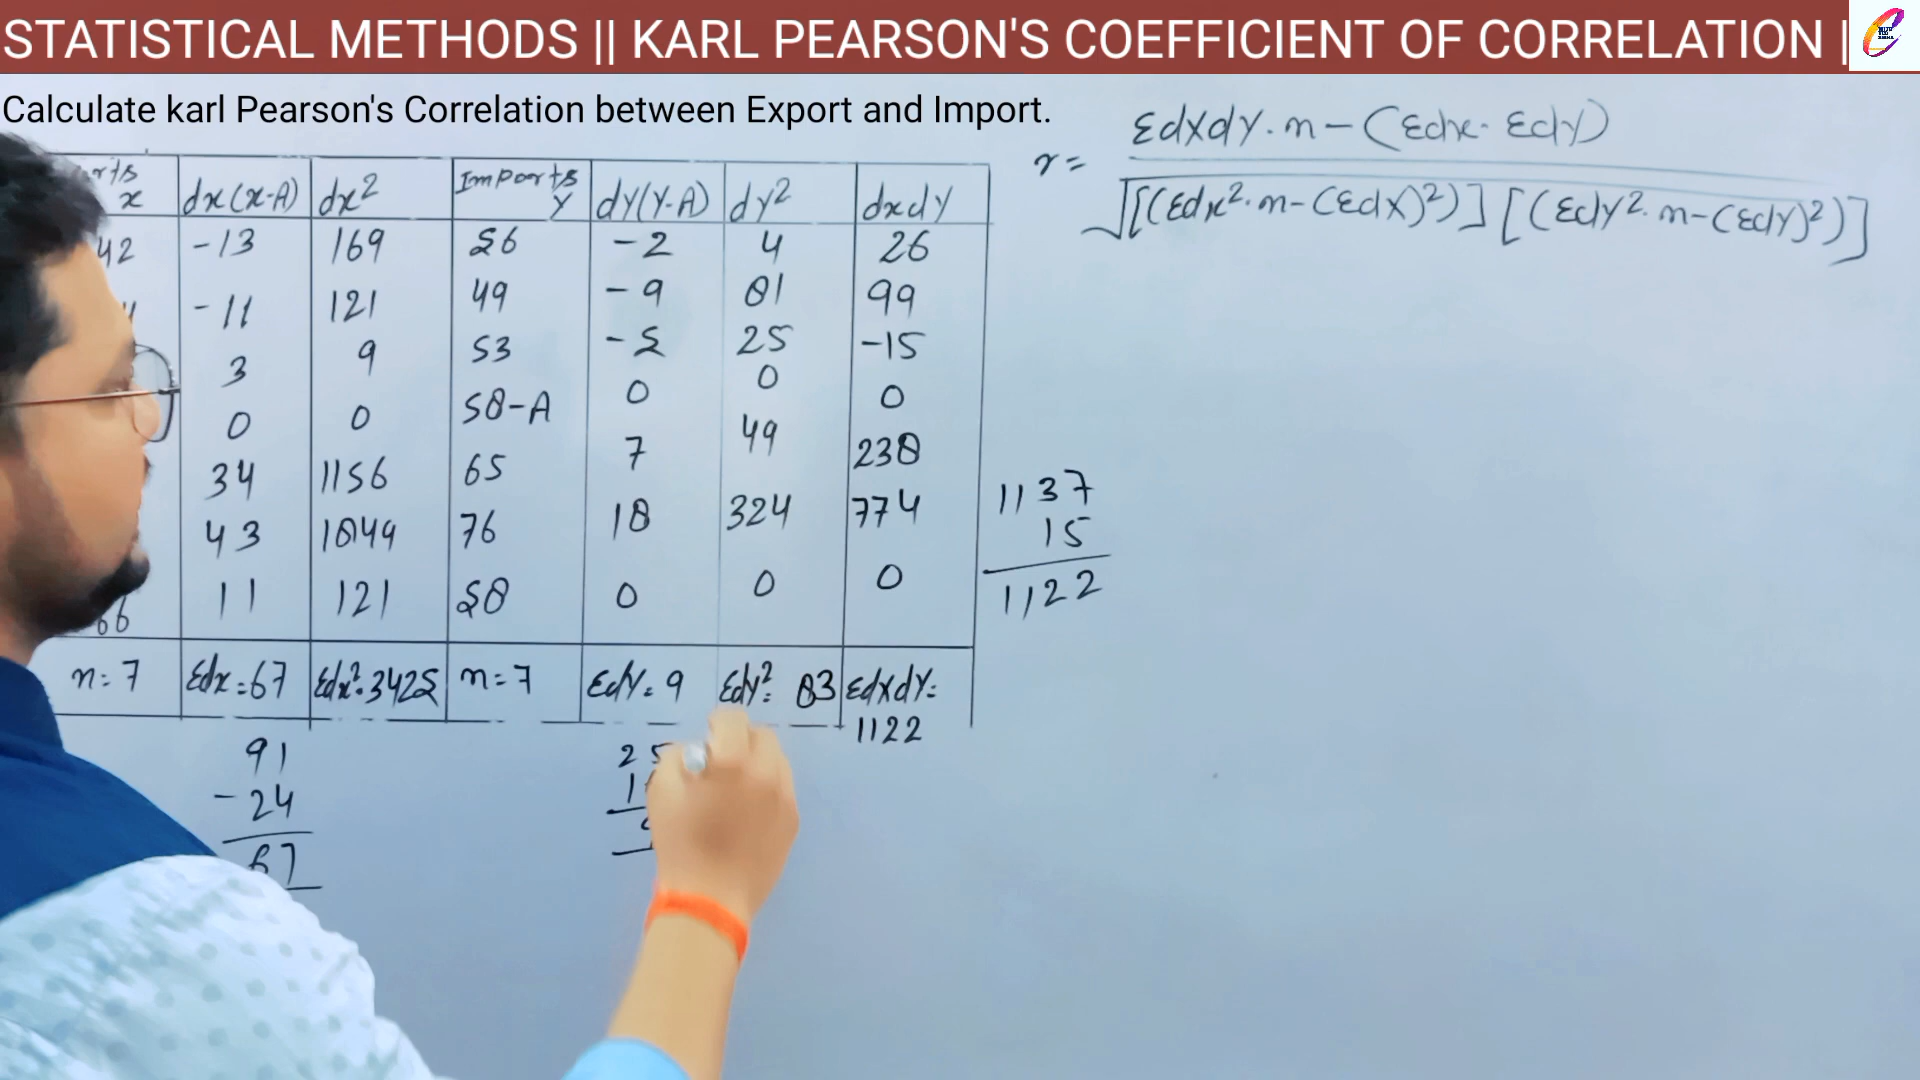 STATISTICAL METHODS || KARL PEARSON'S COEFFICIENT OF CORRELATION |
Calculate karl Pearson's Correlation between Export and Import.
r = Σdxdy.n - (Σdx. Σdy)
√[(Σdx².n-(Σdx)²)] [(Σdy².n-(Σdy)²)]
x dx(x-A) dx² Imports Y dy(Y-A) dy² dxdy
42 -13 169 56 -2 4 26
-11 121 49 -9 81 99
3 9 53 -5 25 -15
0 0 58-A 0 0 0
34 1156 65 7 49 238
43 1849 76 18 324 774
66 11 121 58 0 0 0
n=7 Σdx=67 Σdx²=3425 n=7 Σdy=9 Σdy²= 83 Σdxdy=
1122
1137
15
1122
91
-24
67